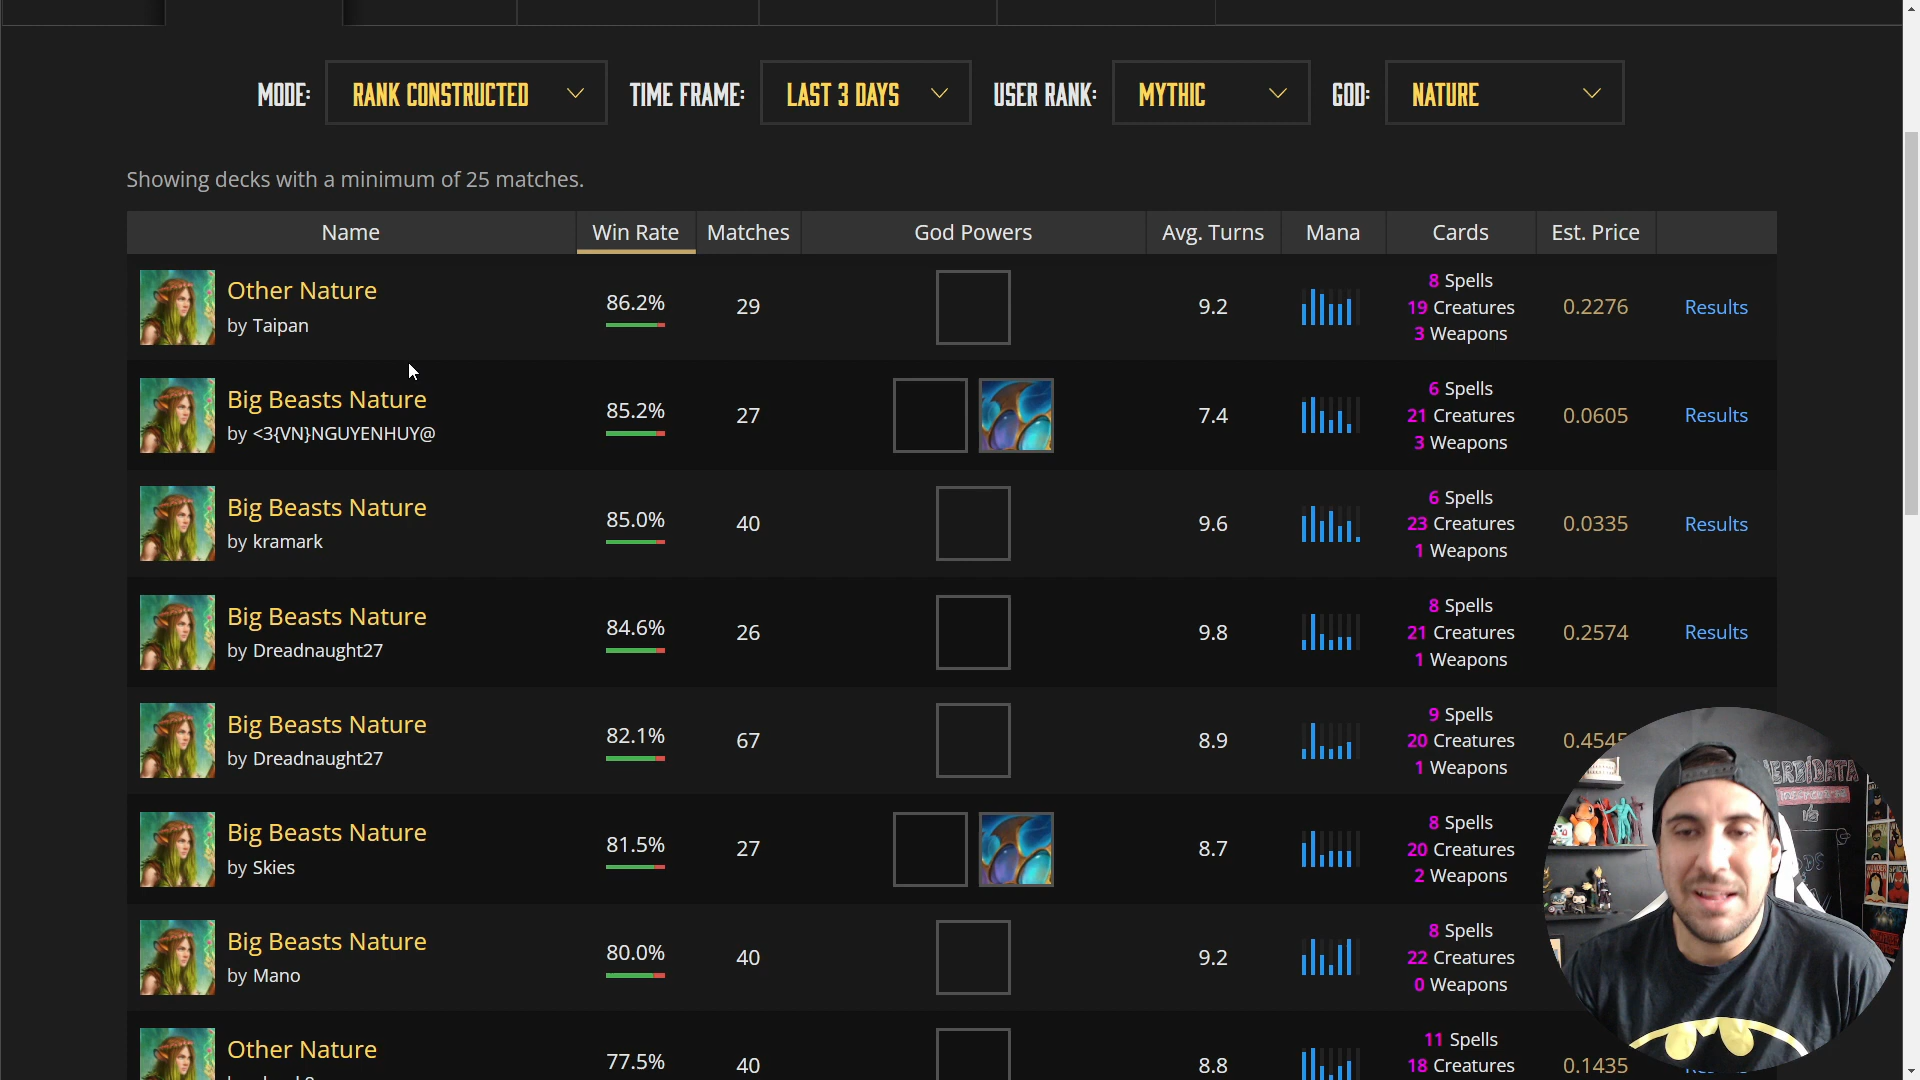 MODE: RANK CONSTRUCTED TIME FRAME: LAST 3 DAYS USER RANK: MYTHIC GOD: NATURE
Showing decks with a minimum of 25 matches.
Name Win Rate Matches God Powers Avg. Turns Mana Cards Est. Price
Other Nature
by Taipan
86.2% 29 9.2
8 Spells
19 Creatures
3 Weapons
0.2276 Results
Big Beasts Nature
by <3{VN}NGUYENHUY@
85.2% 27 7.4
6 Spells
21 Creatures
3 Weapons
0.0605 Results
Big Beasts Nature
by kramark
85.0% 40 9.6
6 Spells
23 Creatures
1 Weapons
0.0335 Results
Big Beasts Nature
by Dreadnaught27
84.6% 26 9.8
8 Spells
21 Creatures
1 Weapons
0.2574 Results
Big Beasts Nature
by Dreadnaught27
82.1% 67 8.9
9 Spells
20 Creatures
1 Weapons
0.4545
Big Beasts Nature
by Skies
81.5% 27 8.7
8 Spells
20 Creatures
2 Weapons
Big Beasts Nature
by Mano
80.0% 40 9.2
8 Spells
22 Creatures
0 Weapons
Other Nature
77.5% 40 8.8
11 Spells
18 Creatures
0.1435